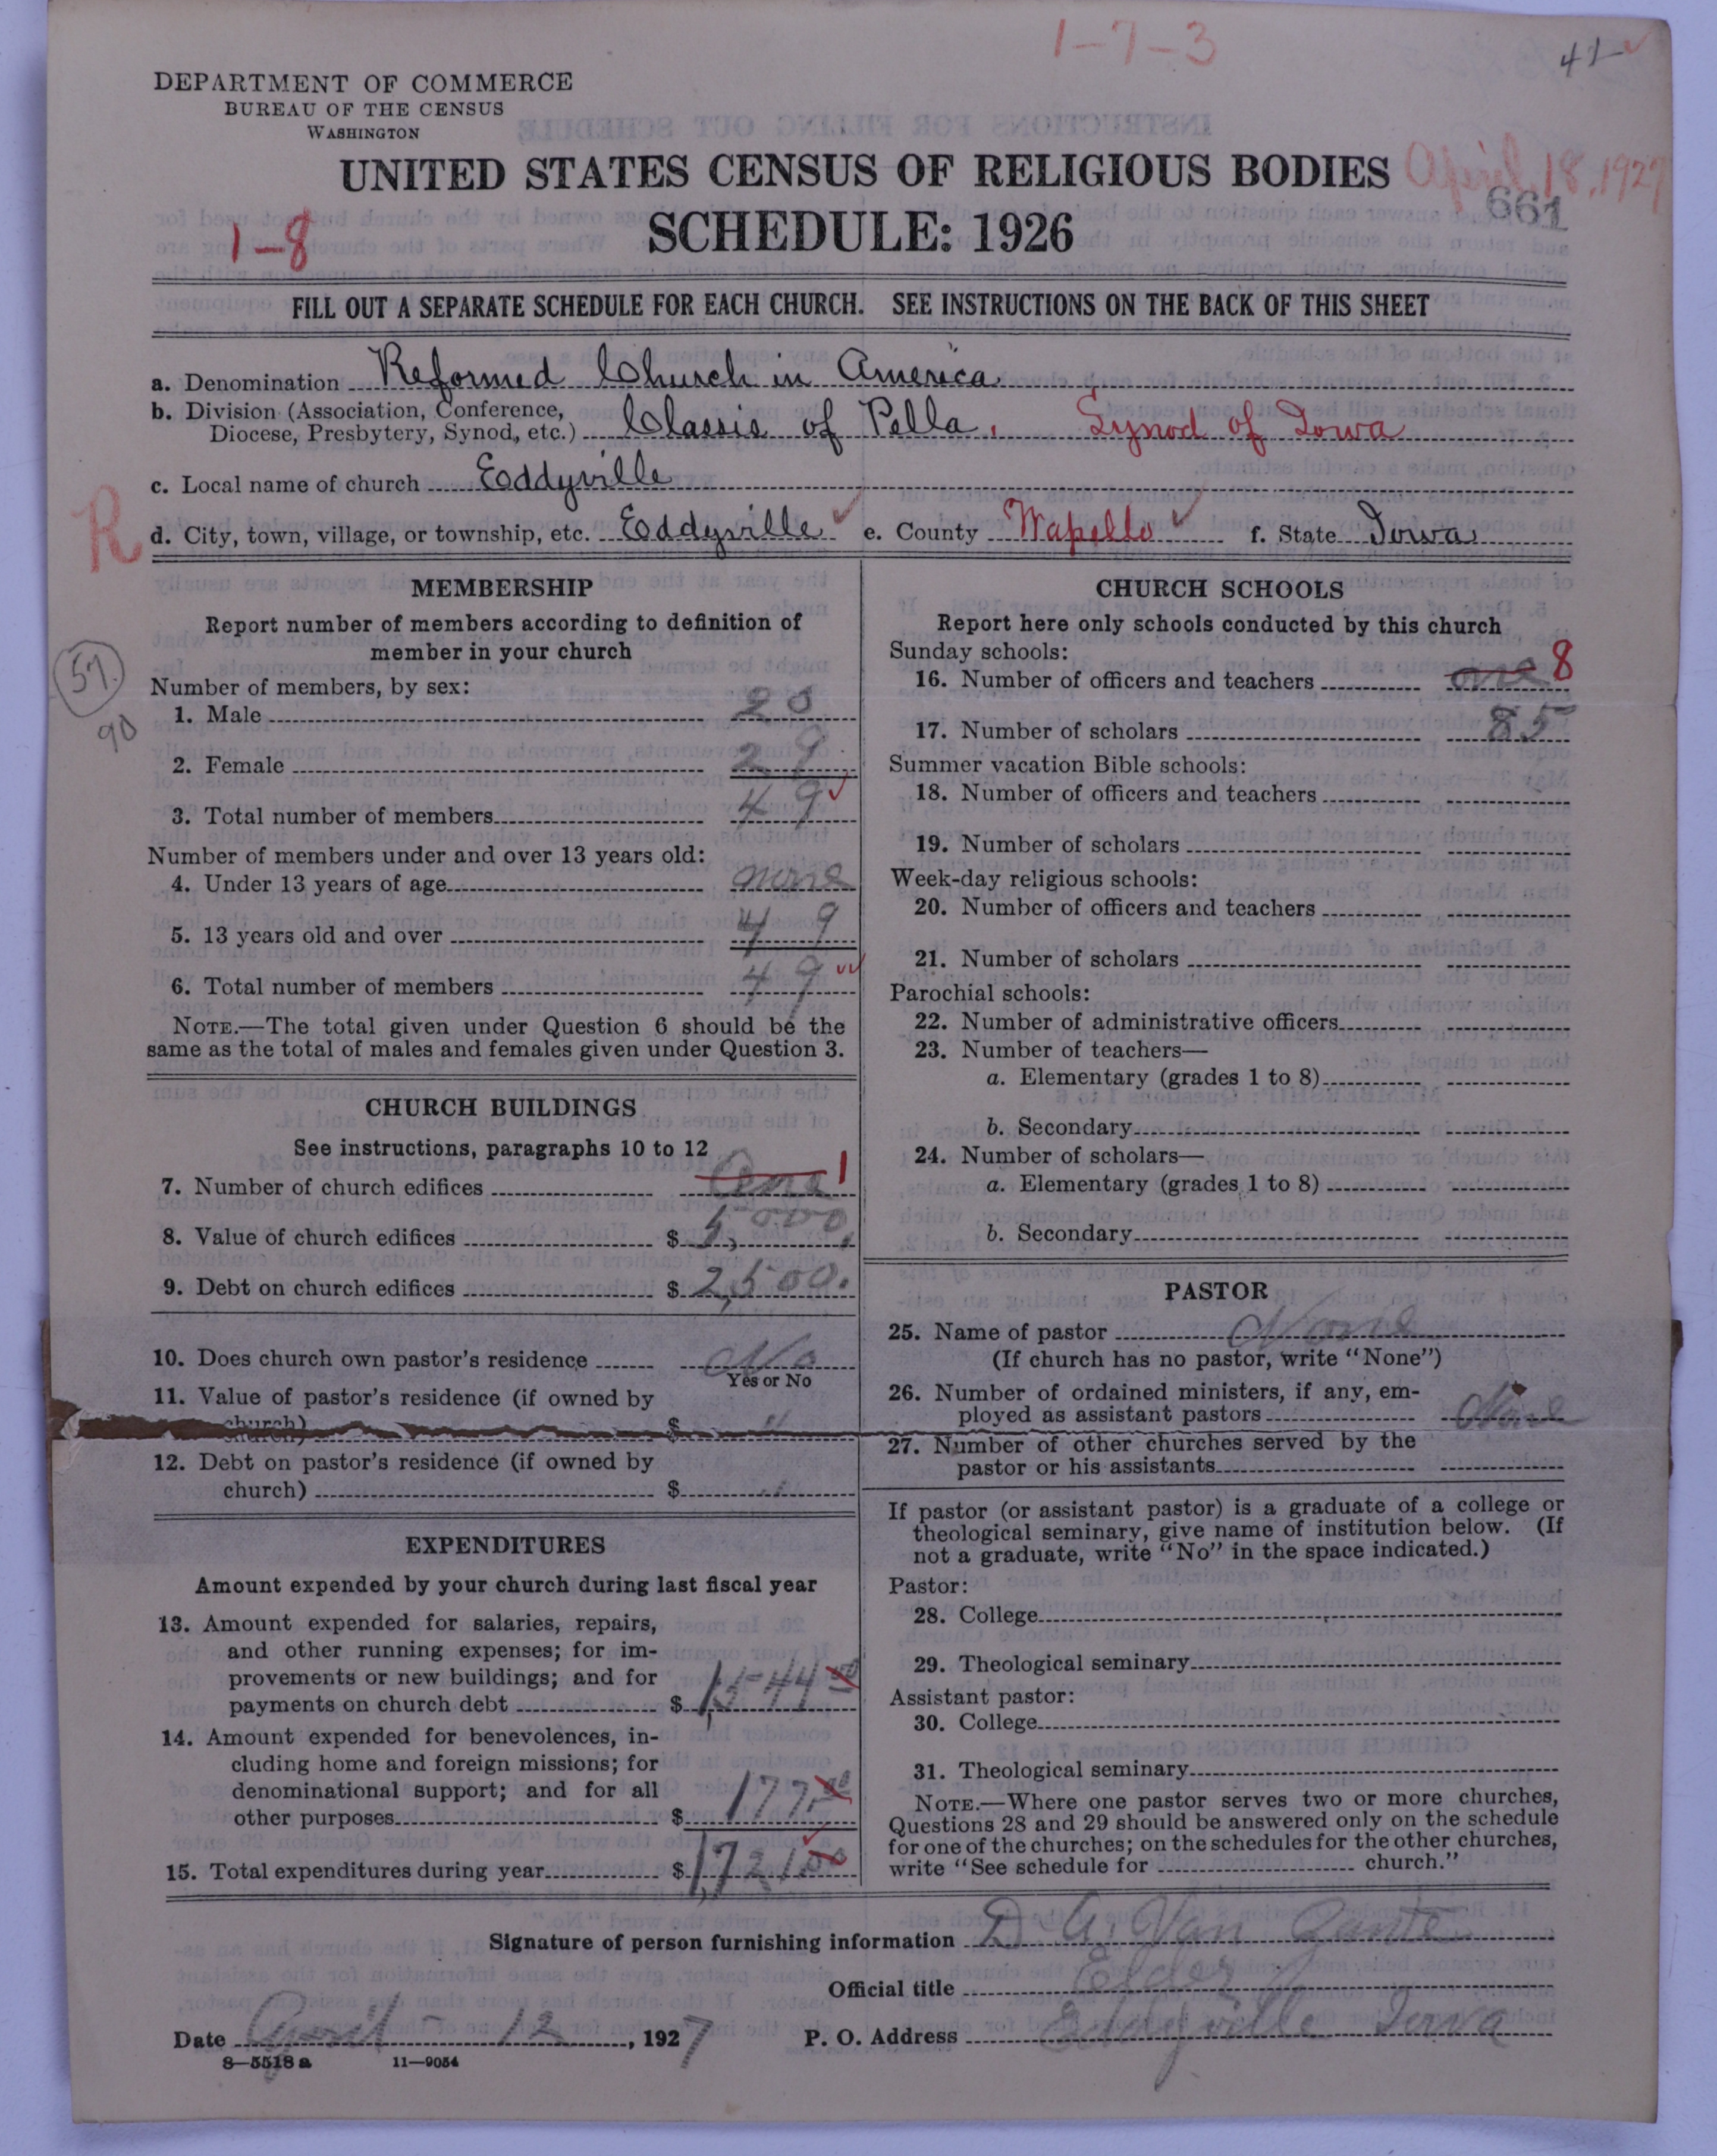 1-7-3
41
DEPARTMENT OF COMMERCE
BUREAU OF THE CENSUS
WASHINGTON
UNITED STATES CENSUS OF RELIGIOUS BODIES
April 18, 1927
661
SCHEDULE: 1926
1-8
FILL OUT A SEPARATE SCHEDULE FOR EACH CHURCH. SEE INSTRUCTIONS ON THE BACK OF THIS SHEET
a. Denomination Reformed Church in America
b. Division (Association, Conference, Diocese, Presbytery, Synod, etc.) Classis of Pella. Synod of Iowa
c. Local name of church Eddyville
R
d. City, town, village, or township, etc. Eddyville e. County Wapello f. State Iowa
MEMBERSHIP
Report number of members according to definition of
member in your church
57.
90
Number of members, by sex:
1. Male 20
2. Female 29
3. Total number of members 49
Number of members under and over 13 years old:
4. Under 13 years of age none
5. 13 years old and over 49
6. Total number of members 49
NOTE.—The total given under Question 6 should be the
same as the total of males and females given under Question 3.
CHURCH BUILDINGS
See instructions, paragraphs 10 to 12
7. Number of church edifices One 1
8. Value of church edifices $ 5,000.
9. Debt on church edifices $ 2,500.
10. Does church own pastor's residence No
Yes or No
11. Value of pastor's residence (if owned by
church) $ "
12. Debt on pastor's residence (if owned by
church) $ "
EXPENDITURES
Amount expended by your church during last fiscal year
13. Amount expended for salaries, repairs,
and other running expenses; for im-
provements or new buildings; and for
payments on church debt $ 1,544 00
14. Amount expended for benevolences, in-
cluding home and foreign missions; for
denominational support; and for all
other purposes $ 177.00
15. Total expenditures during year $ 1,721 00
CHURCH SCHOOLS
Report here only schools conducted by this church
Sunday schools:
16. Number of officers and teachers one 8
17. Number of scholars 85
Summer vacation Bible schools:
18. Number of officers and teachers
19. Number of scholars
Week-day religious schools:
20. Number of officers and teachers
21. Number of scholars
Parochial schools:
22. Number of administrative officers
23. Number of teachers—
a. Elementary (grades 1 to 8)
b. Secondary
24. Number of scholars—
a. Elementary (grades 1 to 8)
b. Secondary
PASTOR
25. Name of pastor None
(If church has no pastor, write "None")
26. Number of ordained ministers, if any, em-
ployed as assistant pastors None
27. Number of other churches served by the
pastor or his assistants
If pastor (or assistant pastor) is a graduate of a college or
theological seminary, give name of institution below. (If
not a graduate, write "No" in the space indicated.)
Pastor:
28. College
29. Theological seminary
Assistant pastor:
30. College
31. Theological seminary
NOTE.—Where one pastor serves two or more churches,
Questions 28 and 29 should be answered only on the schedule
for one of the churches; on the schedules for the other churches,
write "See schedule for church."
Signature of person furnishing information D. A. Van Zante
Official title Elder
Date April - 12, 1927 P. O. Address Eddyville Iowa
8—5518 a 11—9054